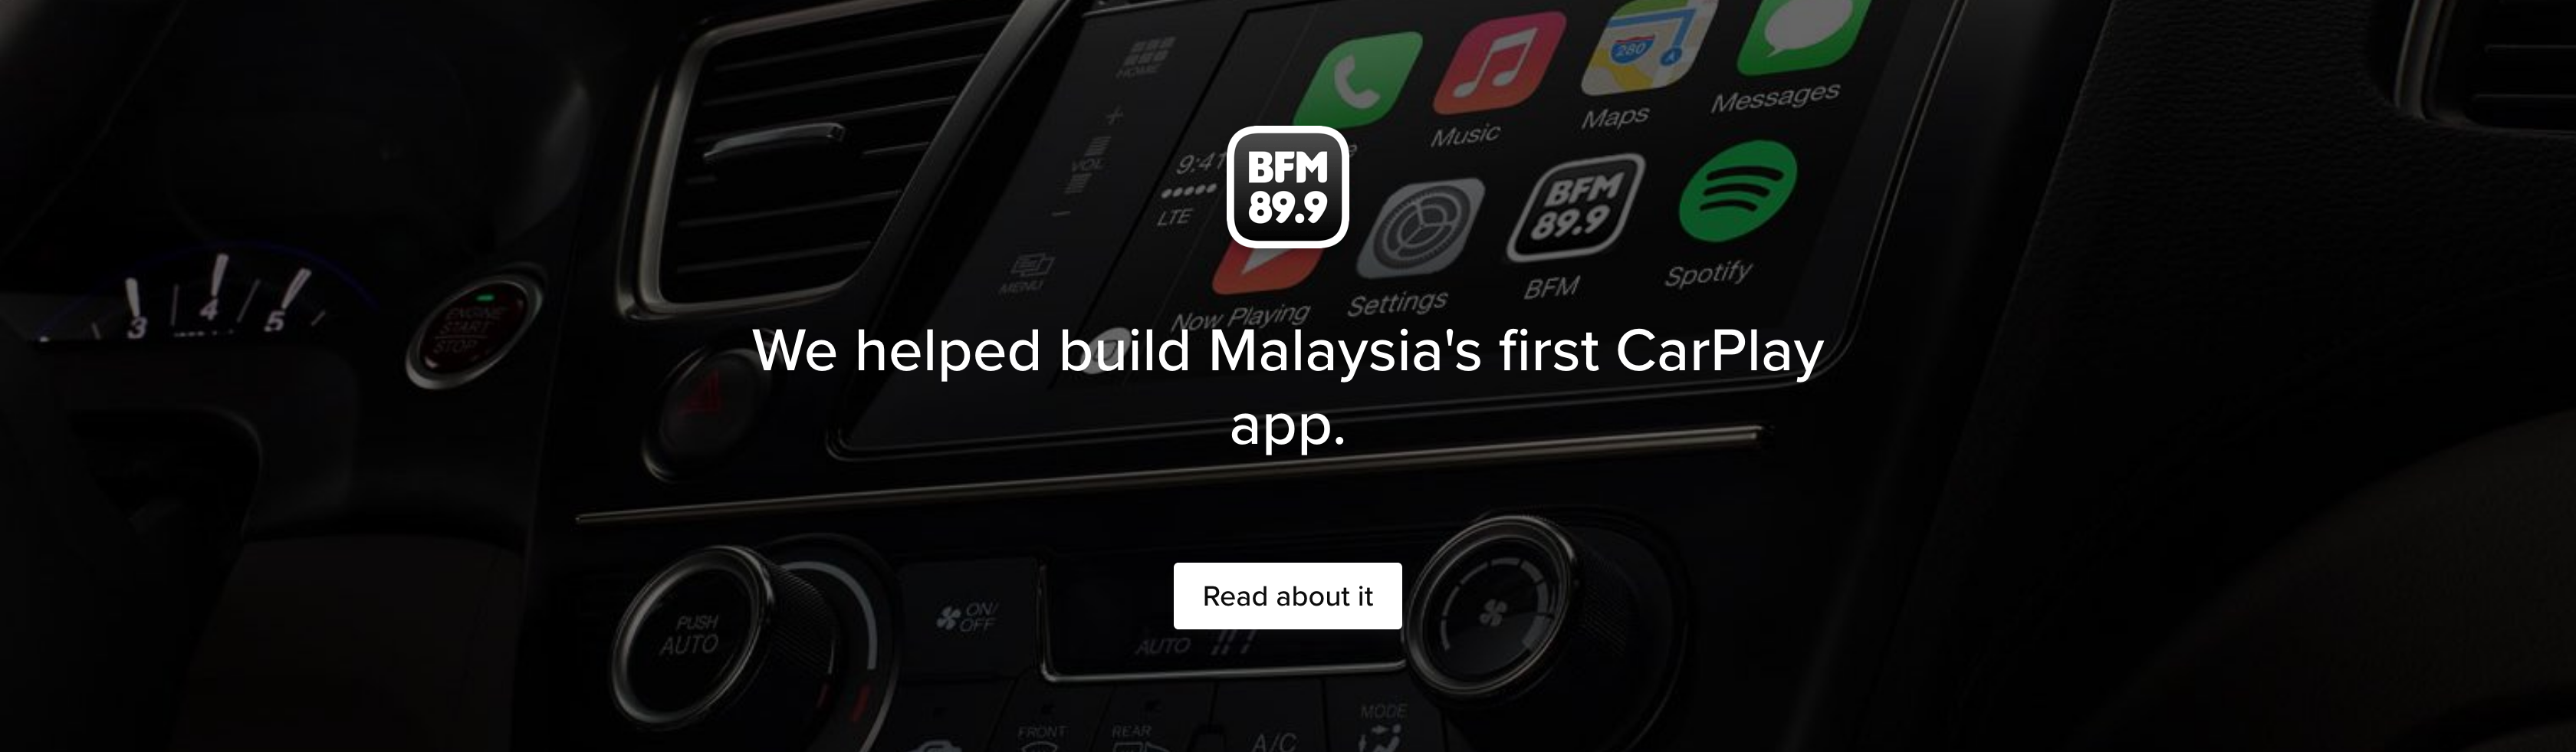 HOME
Messages
Maps
Music
VOL
9:41
LTE
BFM
89.9
BFM
89.9
MENU
Now Playing
Settings
BFM
Spotify
3
4
5
ENGINE
START
STOP
We helped build Malaysia's first CarPlay
app.
Read about it
PUSH
AUTO
ON/
OFF
AUTO
FRONT
REAR
A/C
MODE
280